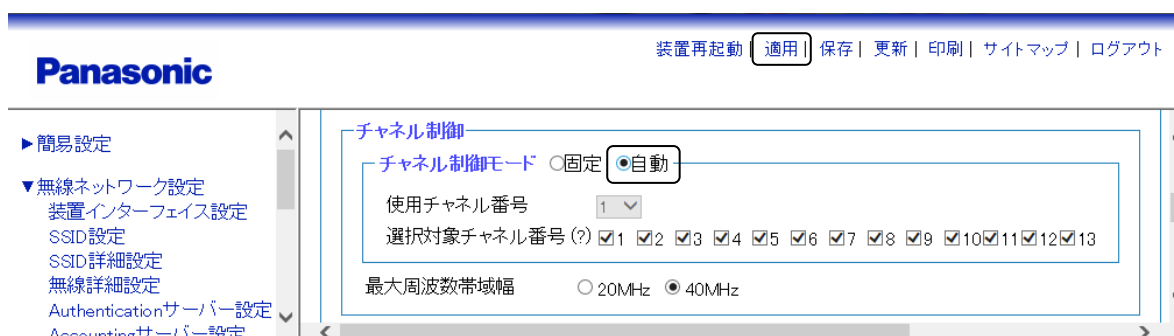 装置再起動| 適用| 保存| 更新| 印刷| サイトマップ| ログアウト
Panasonic
▶簡易設定
▼無線ネットワーク設定
装置インターフェイス設定
SSID設定
SSID詳細設定
無線詳細設定
Authenticationサーバー設定
Accountingサーバー設定
チャネル制御
チャネル制御モード 固定 自動
使用チャネル番号 1
選択対象チャネル番号(?) 1 2 3 4 5 6 7 8 9 10 11 12 13
最大周波数帯域幅 20MHz 40MHz